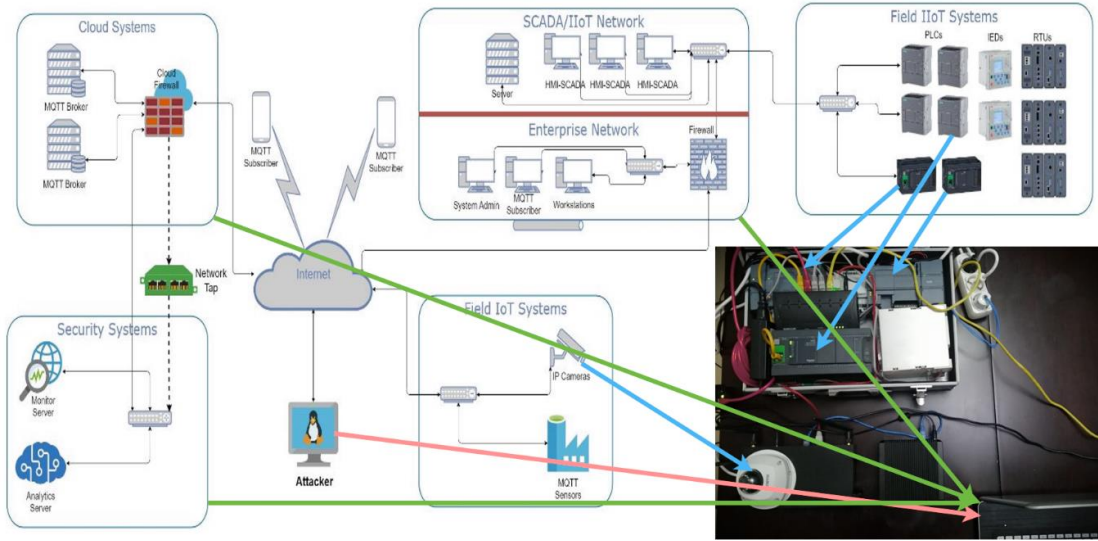 Cloud Systems
MQTT Broker
Cloud
Firewall
MQTT Broker
MQTT
Subscriber
MQTT
Subscriber
SCADA/IIoT Network
Server
HMI-SCADA
HMI-SCADA
HMI-SCADA
Enterprise Network
Firewall
System Admin
MQTT
Subscriber
Workstations
Field IIoT Systems
PLCs
IEDs
RTUs
Internet
Network
Tap
Security Systems
Monitor
Server
Analytics
Server
Attacker
Field IoT Systems
IP Cameras
MQTT
Sensors